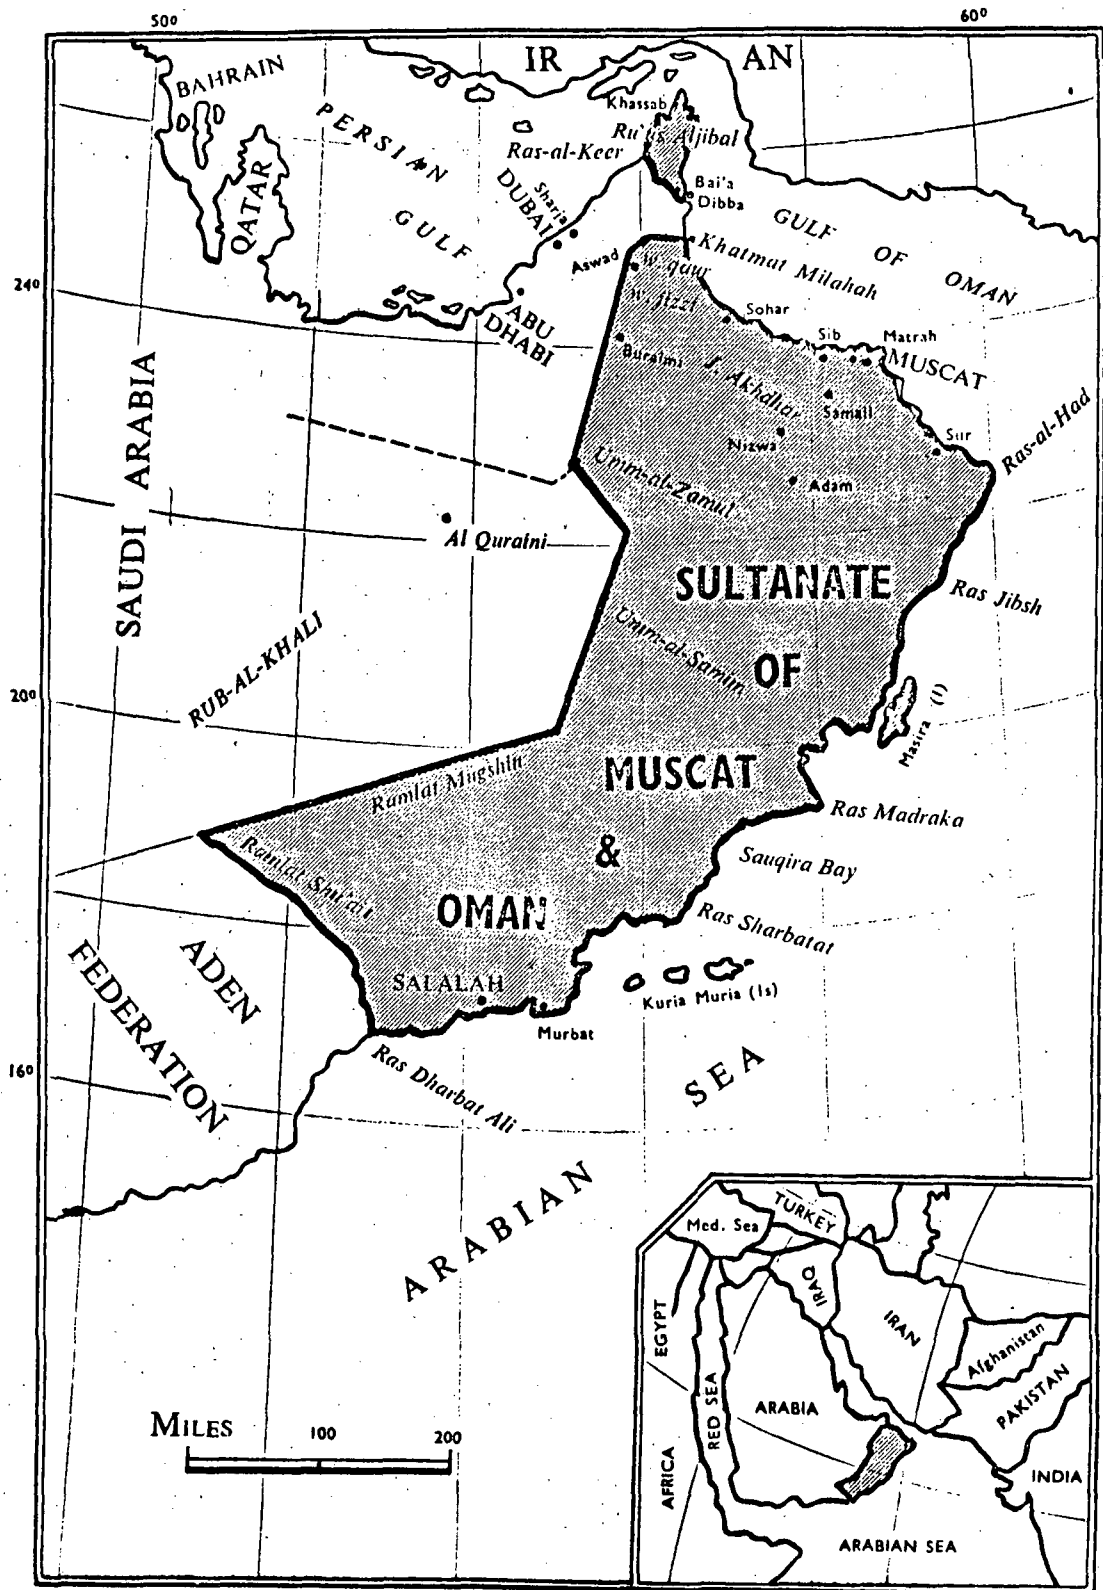 50°
60°
IRAN
BAHRAIN
PERSIAN
GULF
QATAR
Khassab
Ru'us Aljibal
Ras-al-Keer
Sharja
DUBAI
Bai'a
Dibba
GULF OF OMAN
Khatmat Milahah
Aswad
W. qaur
W. jizzi
24°
ABU
DHABI
Sohar
Sib
Matrah
MUSCAT
Buraimi
J. Akhdhar
Samail
Nizwa
Sur
Ras-al-Had
Adam
Umm-al-Zamul
SAUDI ARABIA
Al Quraini
SULTANATE
OF
MUSCAT
&
OMAN
Ras Jibsh
Umm-al-Samim
RUB-AL-KHALI
20°
Masira (I)
Ramlat Mugshin
Ras Madraka
Ramlat Shu'ait
Sauqira Bay
Ras Sharbatat
ADEN
FEDERATION
SALALAH
Murbat
Kuria Muria (Is)
16°
Ras Dharbat Ali
ARABIAN SEA
MILES
100
200
Med. Sea
TURKEY
EGYPT
IRAQ
IRAN
Afghanistan
PAKISTAN
RED SEA
ARABIA
AFRICA
INDIA
ARABIAN SEA